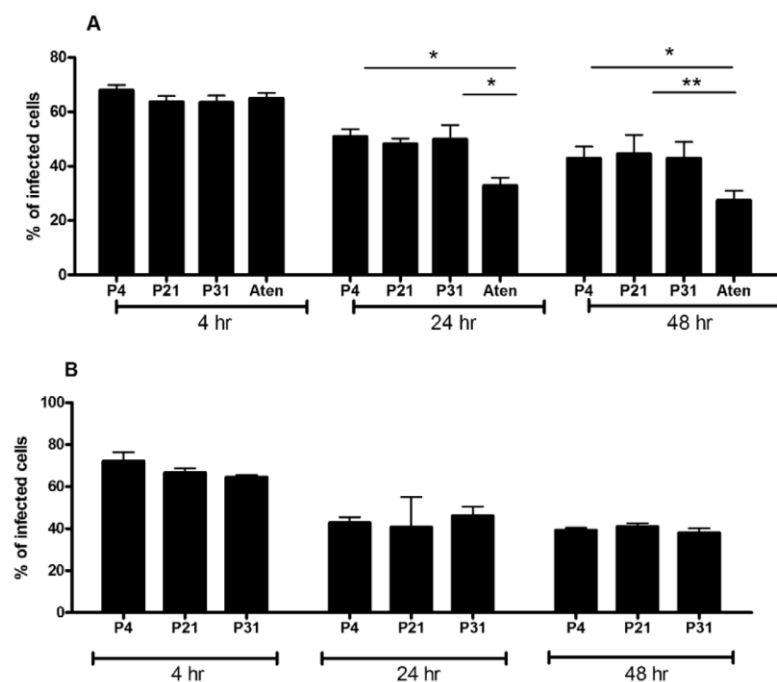 A
% of infected cells
80
60
40
20
0
* *
* **
P4 P21 P31 Aten P4 P21 P31 Aten P4 P21 P31 Aten
4 hr 24 hr 48 hr
B
% of infected cells
100
80
60
40
20
0
P4 P21 P31 P4 P21 P31 P4 P21 P31
4 hr 24 hr 48 hr